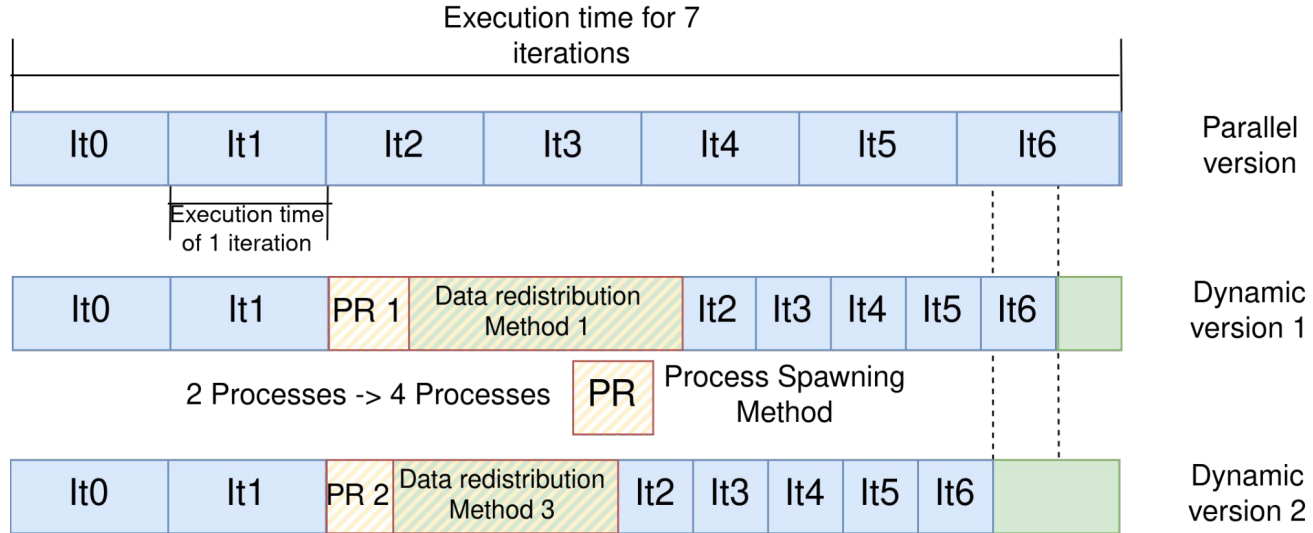 Execution time for 7
iterations
It0 It1 It2 It3 It4 It5 It6
Parallel
version
Execution time
of 1 iteration
It0 It1 PR 1 Data redistribution
Method 1
It2 It3 It4 It5 It6
Dynamic
version 1
2 Processes -> 4 Processes
PR
Process Spawning
Method
It0 It1 PR 2 Data redistribution
Method 3
It2 It3 It4 It5 It6
Dynamic
version 2